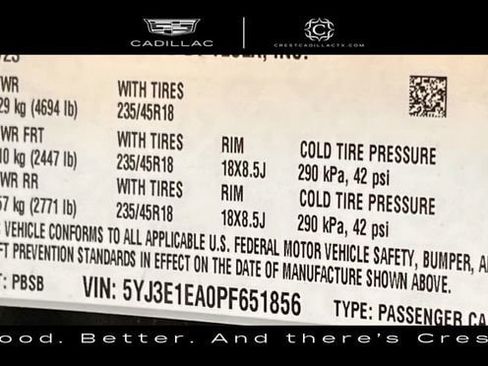 CADILLAC
CRESTCADILLACTX.COM
INC.
WR WITH TIRES
29 kg (4694 lb) 235/45R18
WR FRT WITH TIRES RIM COLD TIRE PRESSURE
10 kg (2447 lb) 235/45R18 18X8.5J 290 kPa, 42 psi
WR RR WITH TIRES RIM COLD TIRE PRESSURE
57 kg (2771 lb) 235/45R18 18X8.5J 290 kPa, 42 psi
VEHICLE CONFORMS TO ALL APPLICABLE U.S. FEDERAL MOTOR VEHICLE SAFETY, BUMPER, A
FT PREVENTION STANDARDS IN EFFECT ON THE DATE OF MANUFACTURE SHOWN ABOVE.
T: PBSB VIN: 5YJ3E1EA0PF651856 TYPE: PASSENGER CA
ood. Better. And there's Cres